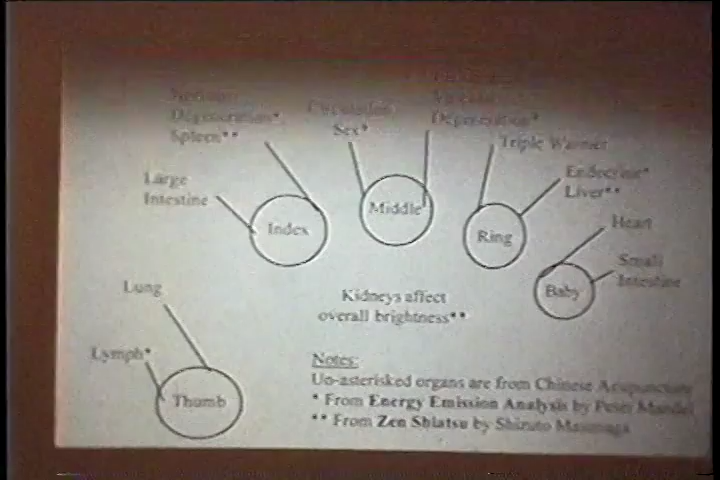 Degeneration*
Spleen**
Circulation
Sex*
Degeneration*
Triple Warmer
Large
Intestine
Endocrine*
Liver**
Index
Middle
Ring
Heart
Small
Intestine
Baby
Lung
Kidneys affect
overall brightness**
Lymph*
Thumb
Notes:
Un-asterisked organs are from Chinese Acupuncture
* From Energy Emission Analysis by Peter Mandel
** From Zen Shiatsu by Shizuto Masunaga